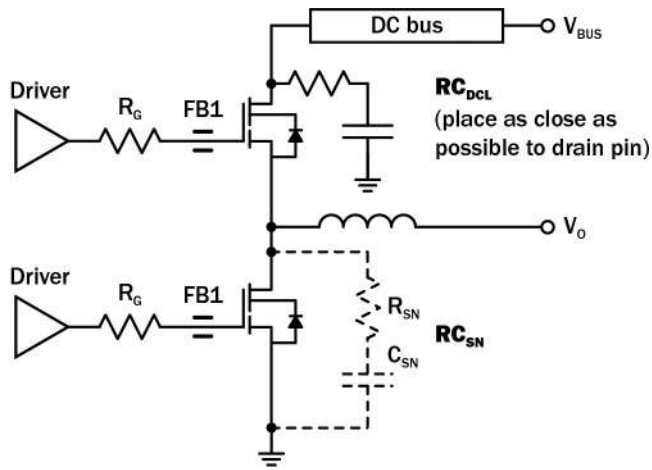 DC bus
V_BUS
Driver
R_G
FB1
RC_DCL
(place as close as
possible to drain pin)
V_O
Driver
R_G
FB1
R_SN
RC_SN
C_SN